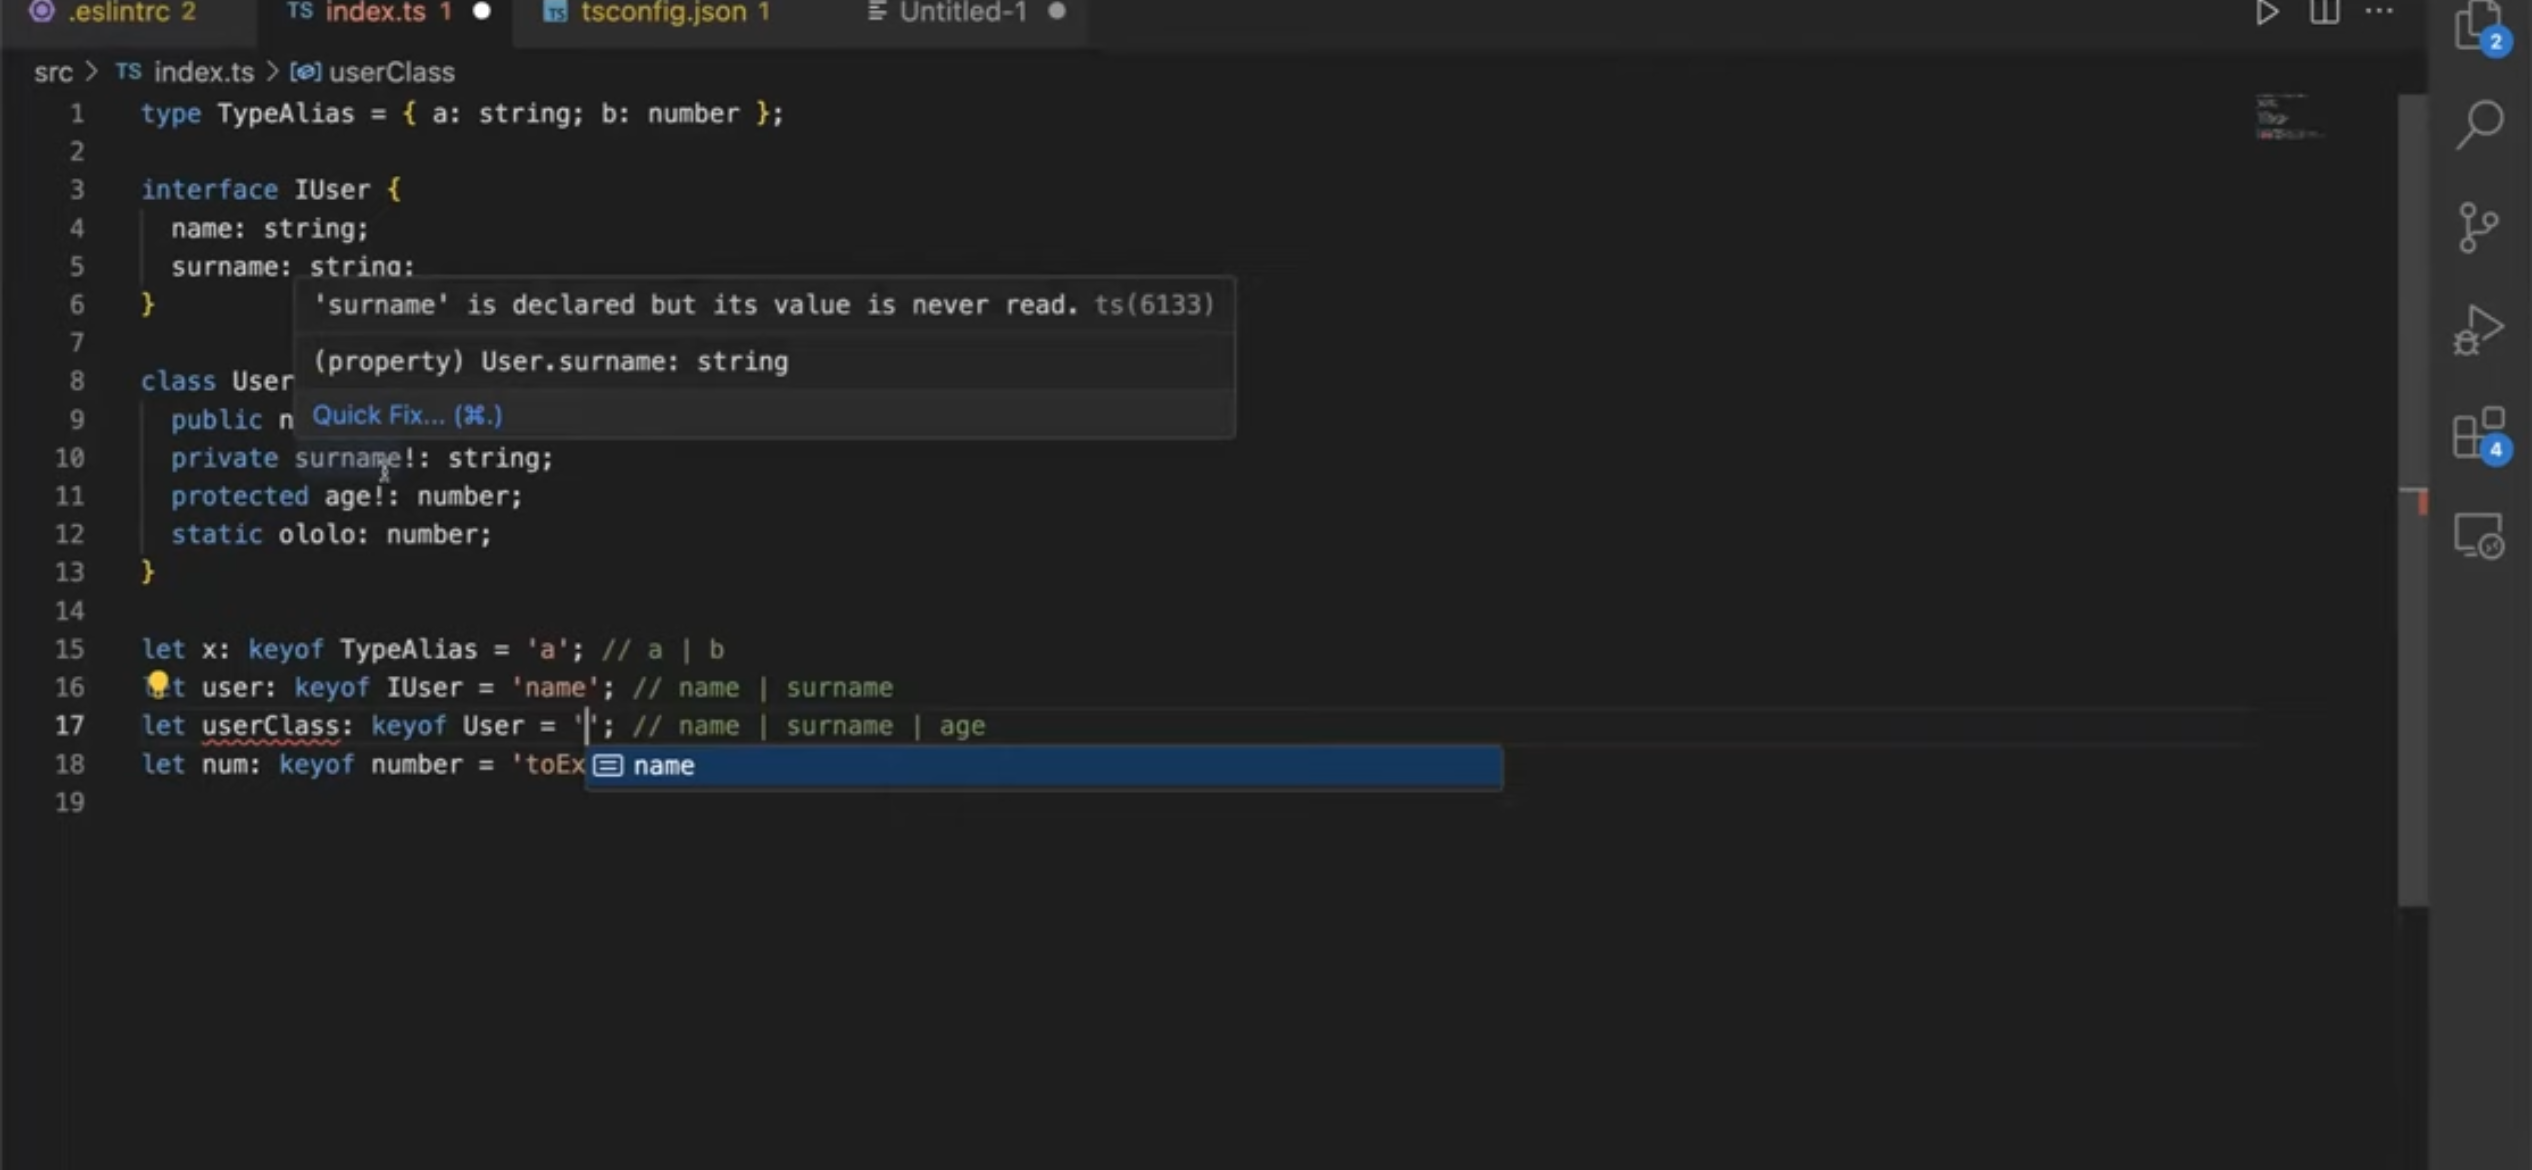 .eslintrc 2
TS index.ts 1
TS tsconfig.json 1
Untitled-1
src > TS index.ts > userClass
1 type TypeAlias = { a: string; b: number };
2
3 interface IUser {
4 name: string;
5 surname: string;
6 }
'surname' is declared but its value is never read. ts(6133)
7
(property) User.surname: string
8 class User
9 public n
Quick Fix... (⌘.)
10 private surname!: string;
11 protected age!: number;
12 static ololo: number;
13 }
14
15 let x: keyof TypeAlias = 'a'; // a | b
16 let user: keyof IUser = 'name'; // name | surname
17 let userClass: keyof User = ''; // name | surname | age
18 let num: keyof number = 'toEx
name
19
2
4